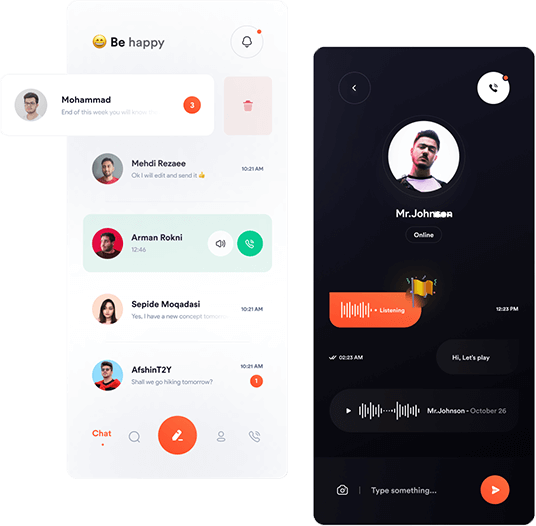 Be happy
Mohammad
End of this week you will know
3
Mehdi Rezaee
Ok I will edit and send it 👍
10:21 AM
Arman Rokni
12:46
Sepide Moqadasi
Yes, I have a new concept tomorrow
10:21 AM
AfshinT2Y
Shall we go hiking tomorrow?
10:21 AM
1
Chat
Mr.Johnson
Online
Listening
12:23 PM
02:23 AM
Hi, Let's play
Mr.Johnson - October 26
Type something...